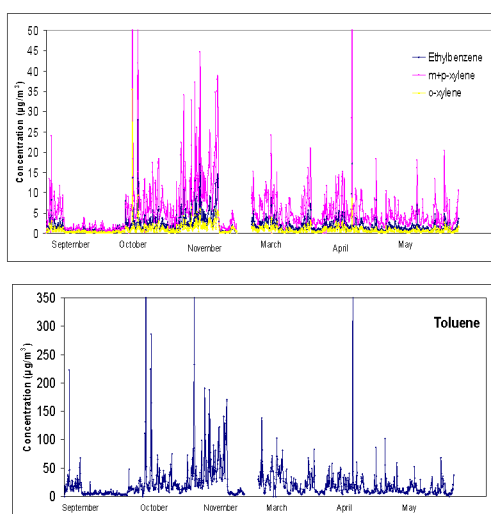 50
45
40
35
30
25
20
15
10
5
0
Concentration (µg/m³)
Ethylbenzene
m+p-xylene
o-xylene
September October November March April May
350
300
250
200
150
100
50
0
Concentration (µg/m³)
Toluene
September October November March April May